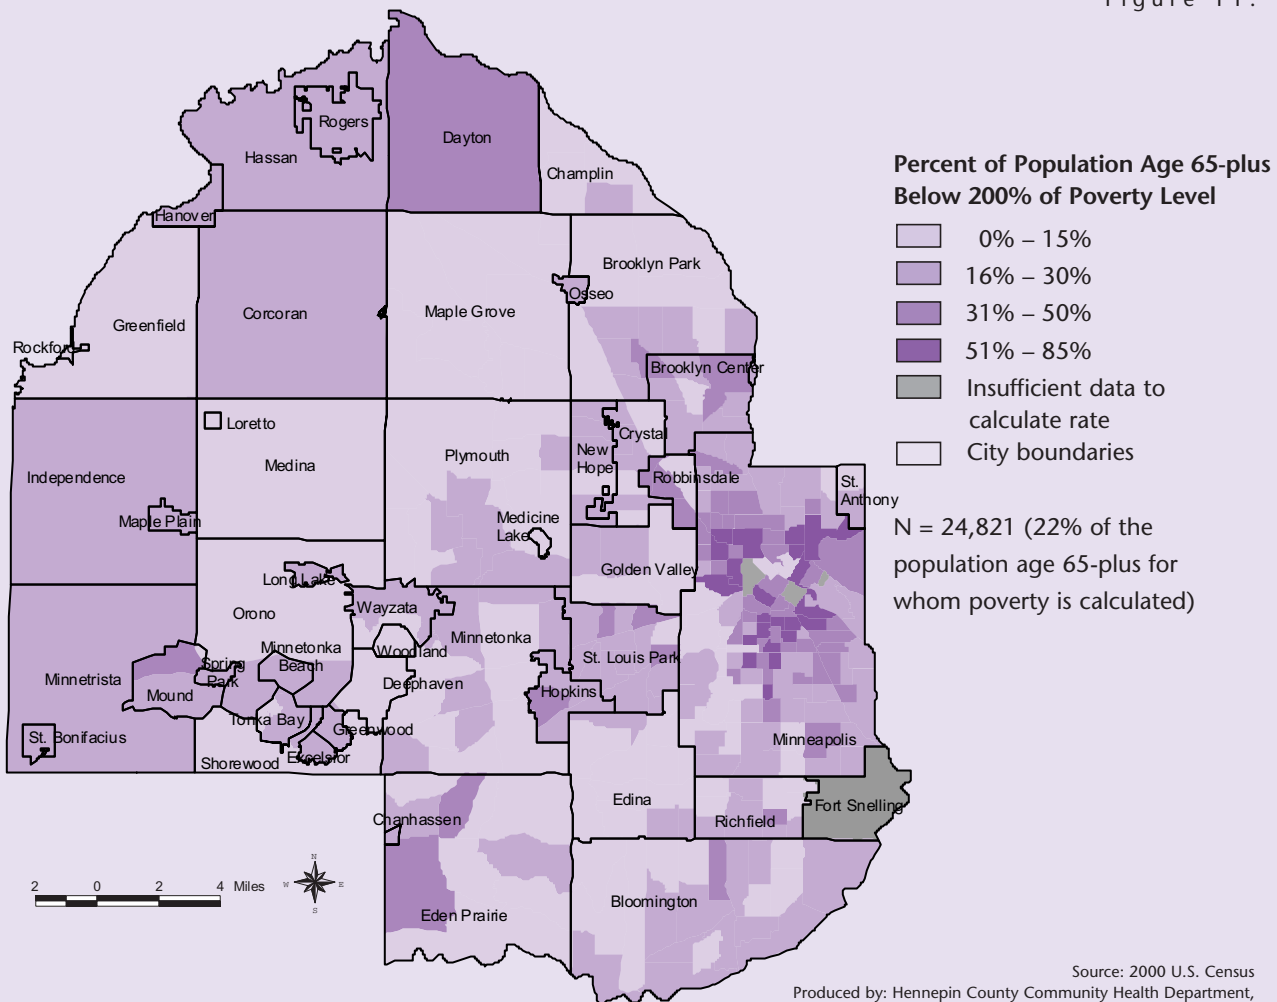 Figure 11.
Rogers
Hassan
Dayton
Champlin
Hanover
Brooklyn Park
Osseo
Greenfield
Corcoran
Maple Grove
Rockford
Brooklyn Center
Loretto
Crystal
Independence
Medina
Plymouth
New
Hope
Robbinsdale
St.
Anthony
Maple Plain
Medicine
Lake
Long Lake
Golden Valley
Orono
Wayzata
Minnetonka
Minnetonka
Beach
Woodland
St. Louis Park
Spring
Park
Minnetrista
Mound
Deephaven
Hopkins
Tonka Bay
Greenwood
St. Bonifacius
Excelsior
Shorewood
Minneapolis
Edina
Fort Snelling
Chanhassen
Richfield
Eden Prairie
Bloomington
Percent of Population Age 65-plus
Below 200% of Poverty Level
0% – 15%
16% – 30%
31% – 50%
51% – 85%
Insufficient data to
calculate rate
City boundaries
N = 24,821 (22% of the
population age 65-plus for
whom poverty is calculated)
2 0 2 4 Miles
N
W E
S
Source: 2000 U.S. Census
Produced by: Hennepin County Community Health Department,